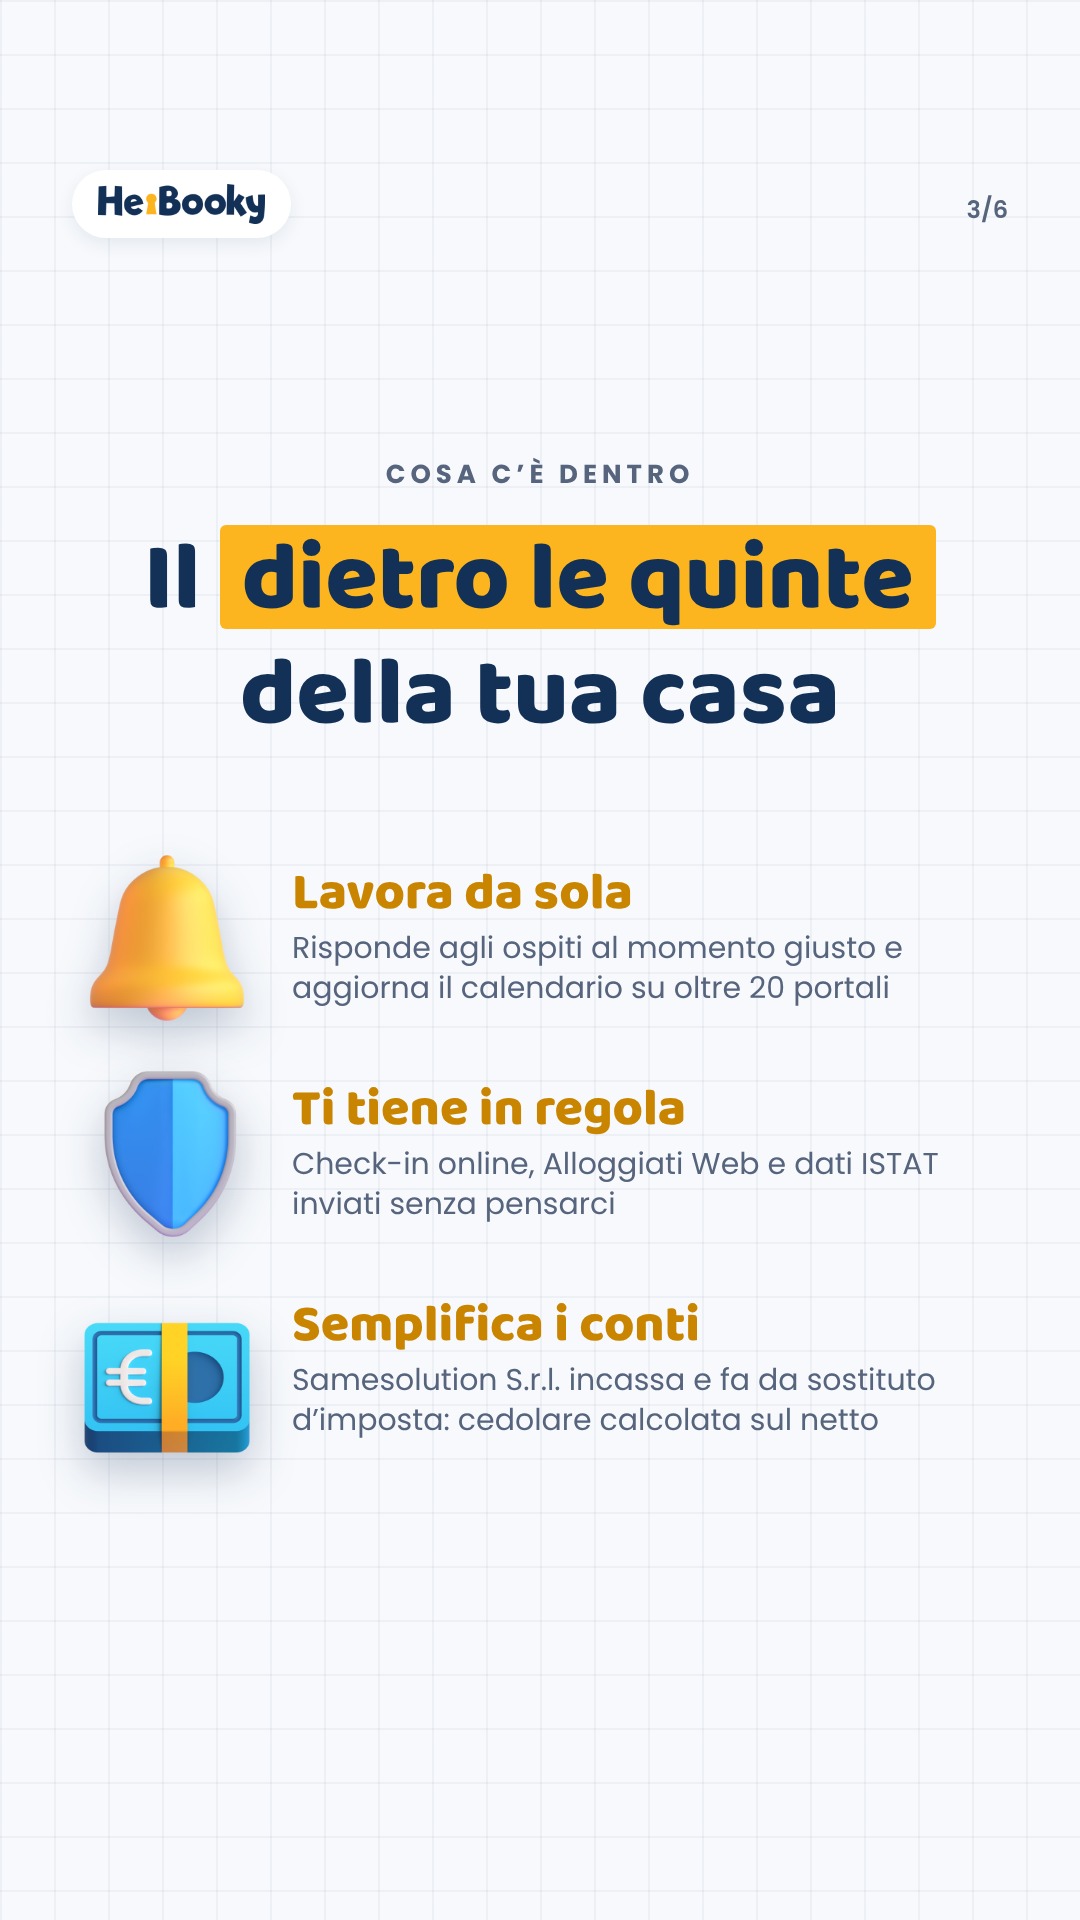 HeiBooky
3/6
COSA C’È DENTRO
Il dietro le quinte
della tua casa
Lavora da sola
Risponde agli ospiti al momento giusto e
aggiorna il calendario su oltre 20 portali
Ti tiene in regola
Check-in online, Alloggiati Web e dati ISTAT
inviati senza pensarci
Semplifica i conti
€
Samesolution S.r.l. incassa e fa da sostituto
d’imposta: cedolare calcolata sul netto